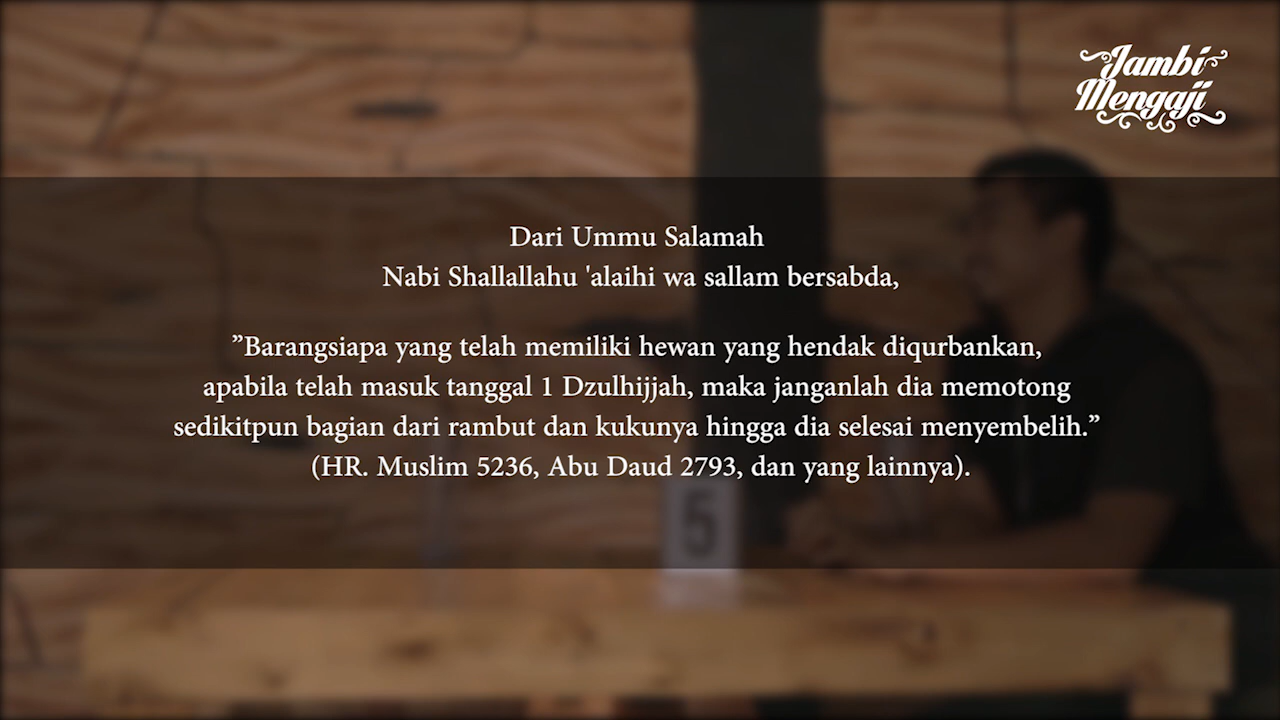 Jambi
Mengaji
Dari Ummu Salamah
Nabi Shallallahu 'alaihi wa sallam bersabda,
”Barangsiapa yang telah memiliki hewan yang hendak diqurbankan,
apabila telah masuk tanggal 1 Dzulhijjah, maka janganlah dia memotong
sedikitpun bagian dari rambut dan kukunya hingga dia selesai menyembelih.”
(HR. Muslim 5236, Abu Daud 2793, dan yang lainnya).
5